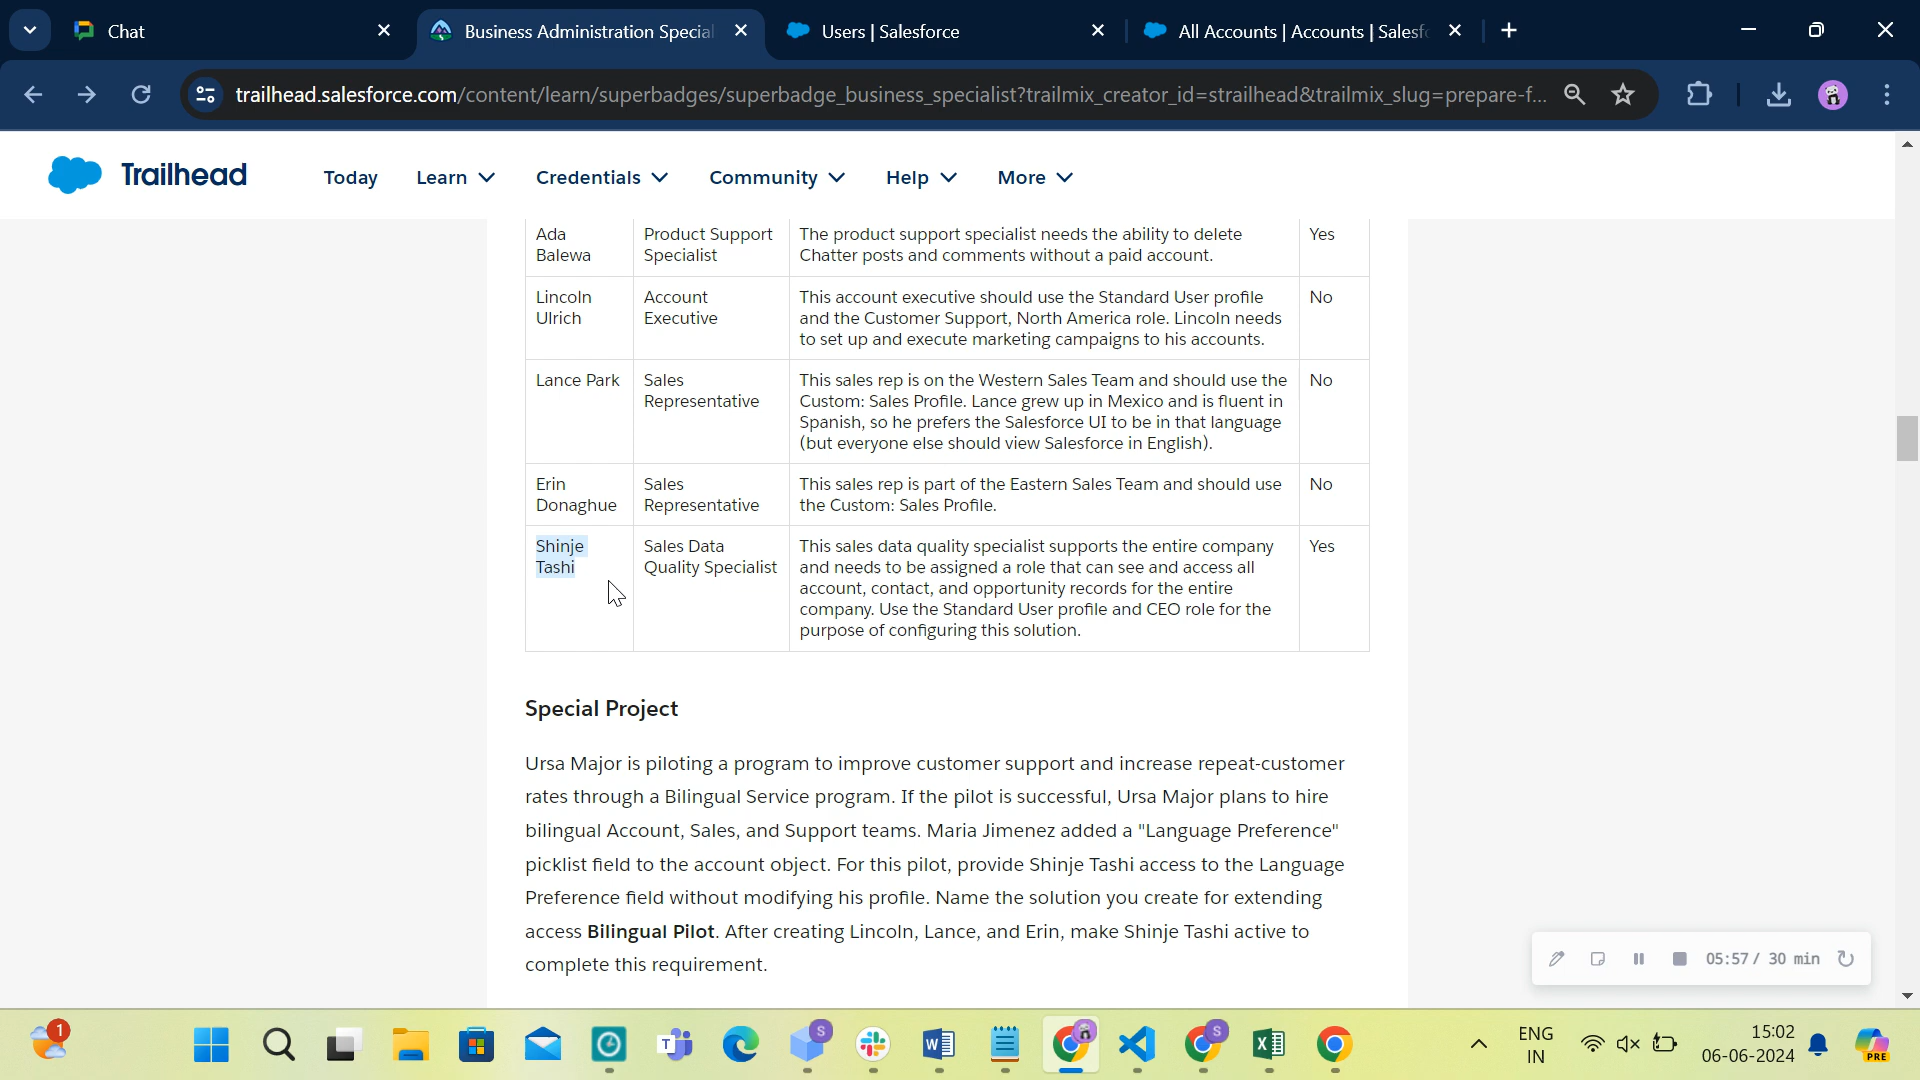 Chat
Business Administration Special
Users | Salesforce
All Accounts | Accounts | Salesf
trailhead.salesforce.com/content/learn/superbadges/superbadge_business_specialist?trailmix_creator_id=strailhead&trailmix_slug=prepare-f...
Trailhead
Today
Learn
Credentials
Community
Help
More
Ada
Balewa
Product Support
Specialist
The product support specialist needs the ability to delete
Chatter posts and comments without a paid account.
Yes
Lincoln
Ulrich
Account
Executive
This account executive should use the Standard User profile
and the Customer Support, North America role. Lincoln needs
to set up and execute marketing campaigns to his accounts.
No
Lance Park
Sales
Representative
This sales rep is on the Western Sales Team and should use the
Custom: Sales Profile. Lance grew up in Mexico and is fluent in
Spanish, so he prefers the Salesforce UI to be in that language
(but everyone else should view Salesforce in English).
No
Erin
Donaghue
Sales
Representative
This sales rep is part of the Eastern Sales Team and should use
the Custom: Sales Profile.
No
Shinje
Tashi
Sales Data
Quality Specialist
This sales data quality specialist supports the entire company
and needs to be assigned a role that can see and access all
account, contact, and opportunity records for the entire
company. Use the Standard User profile and CEO role for the
purpose of configuring this solution.
Yes
Special Project
Ursa Major is piloting a program to improve customer support and increase repeat-customer
rates through a Bilingual Service program. If the pilot is successful, Ursa Major plans to hire
bilingual Account, Sales, and Support teams. Maria Jimenez added a "Language Preference"
picklist field to the account object. For this pilot, provide Shinje Tashi access to the Language
Preference field without modifying his profile. Name the solution you create for extending
access Bilingual Pilot. After creating Lincoln, Lance, and Erin, make Shinje Tashi active to
complete this requirement.
05:57 / 30 min
1
T
S
W
S
X
ENG
IN
15:02
06-06-2024
PRE